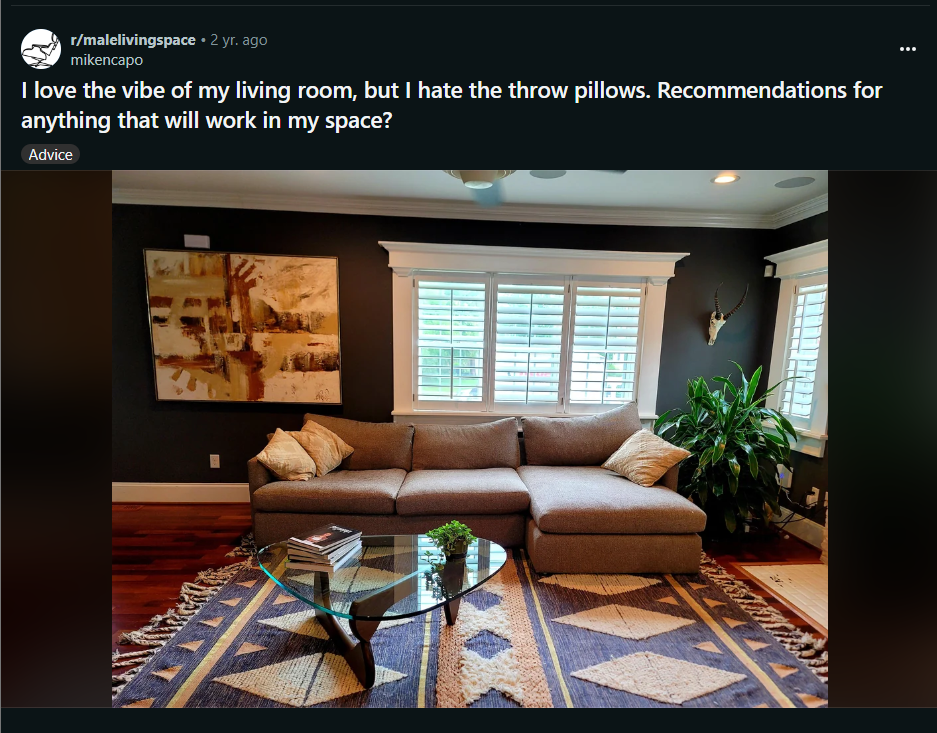 r/malelivingspace • 2 yr. ago
mikencapo
I love the vibe of my living room, but I hate the throw pillows. Recommendations for
anything that will work in my space?
Advice